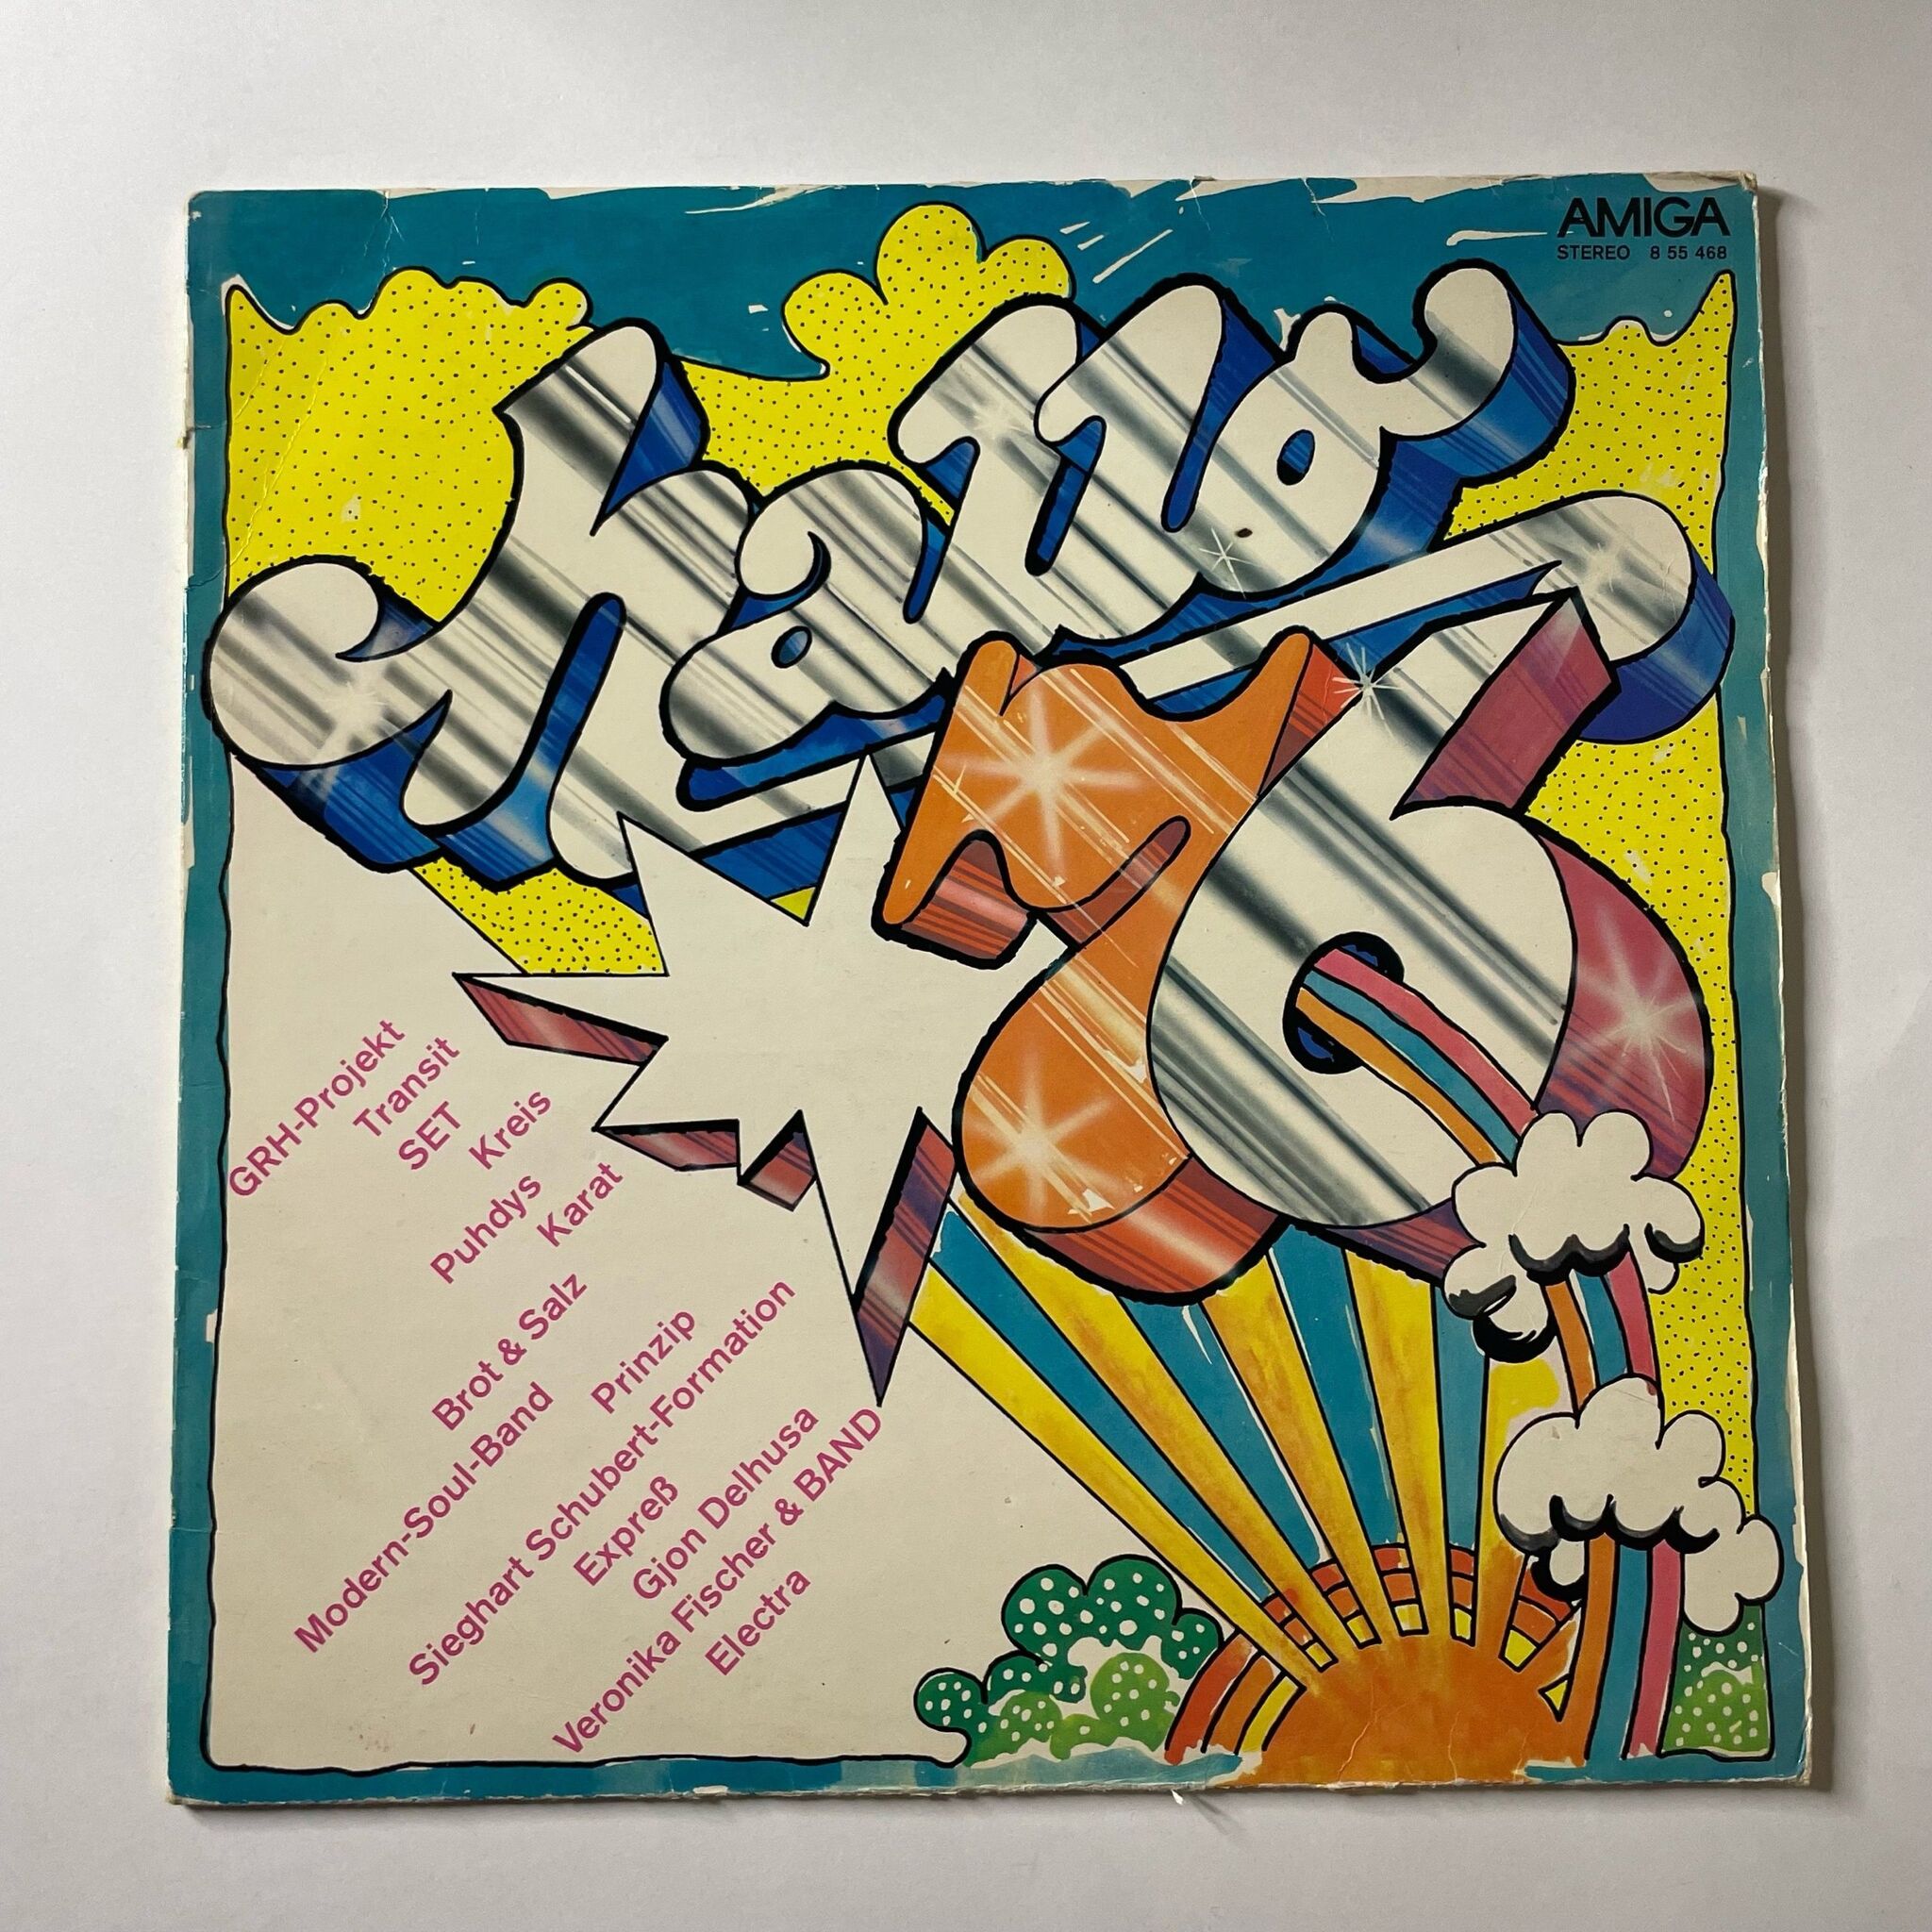 AMIGA
STEREO 8 55 468
hallo
* 76
GRH-Projekt
Transit
SET
Kreis
Puhdys
Karat
Brot & Salz
Modern-Soul-Band
Prinzip
Sieghart Schubert-Formation
Expreß
Gjon Delhusa
Veronika Fischer & BAND
Electra